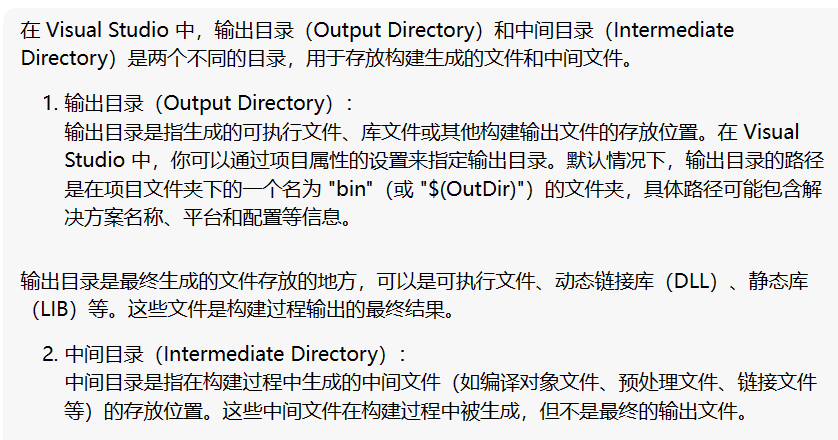 在 Visual Studio 中，输出目录（Output Directory）和中间目录（Intermediate
Directory）是两个不同的目录，用于存放构建生成的文件和中间文件。
1. 输出目录（Output Directory）：
输出目录是指生成的可执行文件、库文件或其他构建输出文件的存放位置。在 Visual
Studio 中，你可以通过项目属性的设置来指定输出目录。默认情况下，输出目录的路径
是在项目文件夹下的一个名为 "bin"（或 "$(OutDir)"）的文件夹，具体路径可能包含解
决方案名称、平台和配置等信息。
输出目录是最终生成的文件存放的地方，可以是可执行文件、动态链接库（DLL）、静态库
（LIB）等。这些文件是构建过程输出的最终结果。
2. 中间目录（Intermediate Directory）：
中间目录是指在构建过程中生成的中间文件（如编译对象文件、预处理文件、链接文件
等）的存放位置。这些中间文件在构建过程中被生成，但不是最终的输出文件。